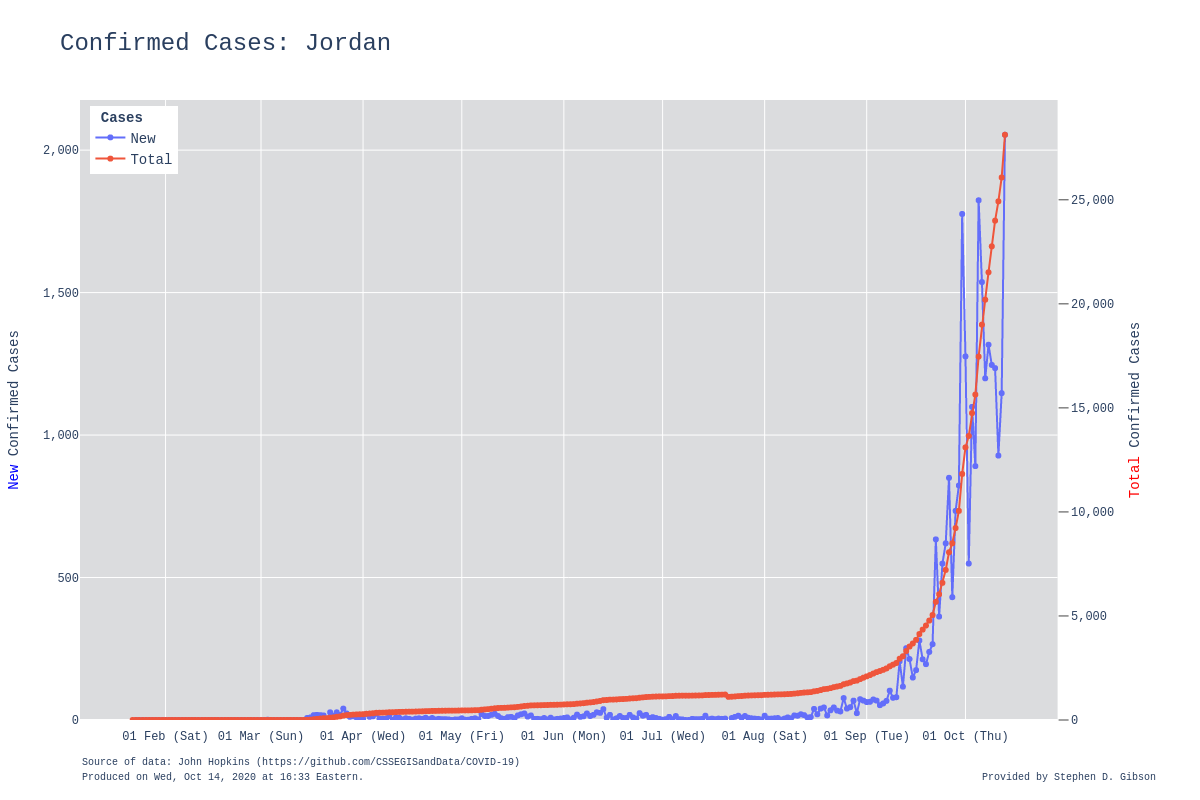 Confirmed Cases: Jordan
Cases
New
Total
2,000
1,500
1,000
500
0
25,000
20,000
15,000
10,000
5,000
0
New Confirmed Cases
Total Confirmed Cases
01 Feb (Sat) 01 Mar (Sun) 01 Apr (Wed) 01 May (Fri) 01 Jun (Mon) 01 Jul (Wed) 01 Aug (Sat) 01 Sep (Tue) 01 Oct (Thu)
Source of data: John Hopkins (https://github.com/CSSEGISandData/COVID-19)
Produced on Wed, Oct 14, 2020 at 16:33 Eastern.
Provided by Stephen D. Gibson